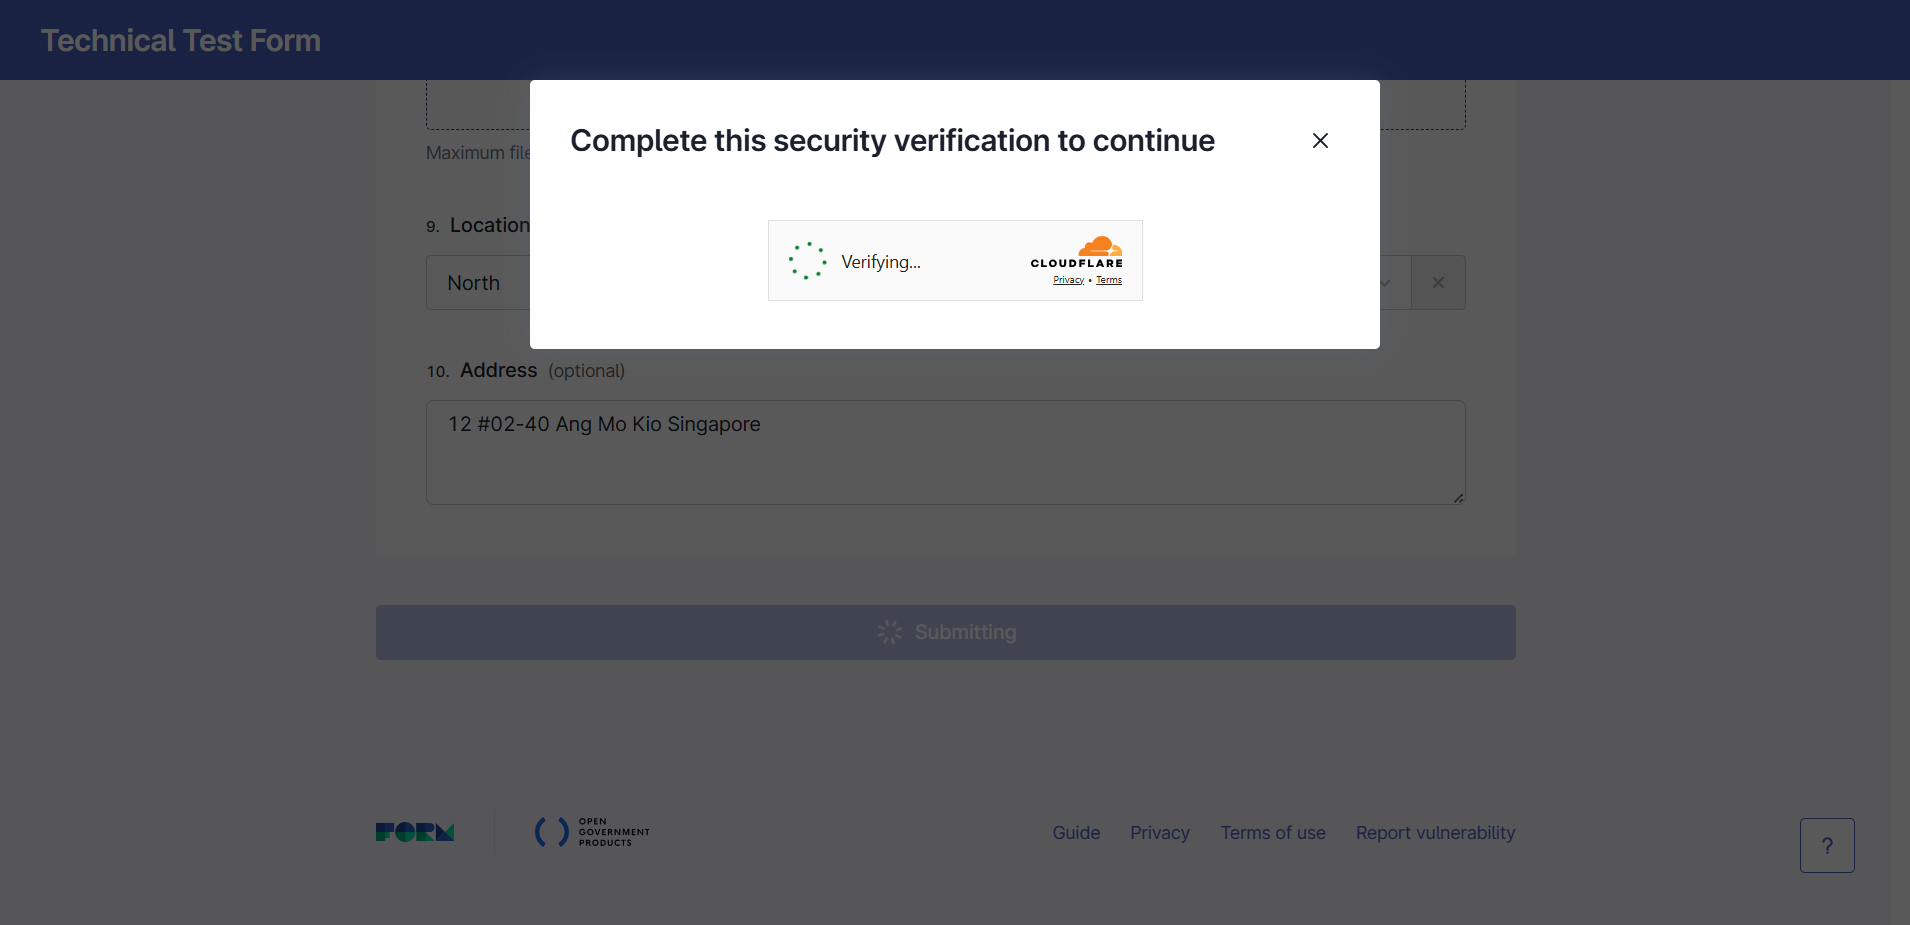 Technical Test Form
Complete this security verification to continue
Verifying...
CLOUDFLARE
Privacy • Terms
Maximum file
9. Location
North
10. Address (optional)
12 #02-40 Ang Mo Kio Singapore
Submitting
FORM
OPEN
GOVERNMENT
PRODUCTS
Guide Privacy Terms of use Report vulnerability
?